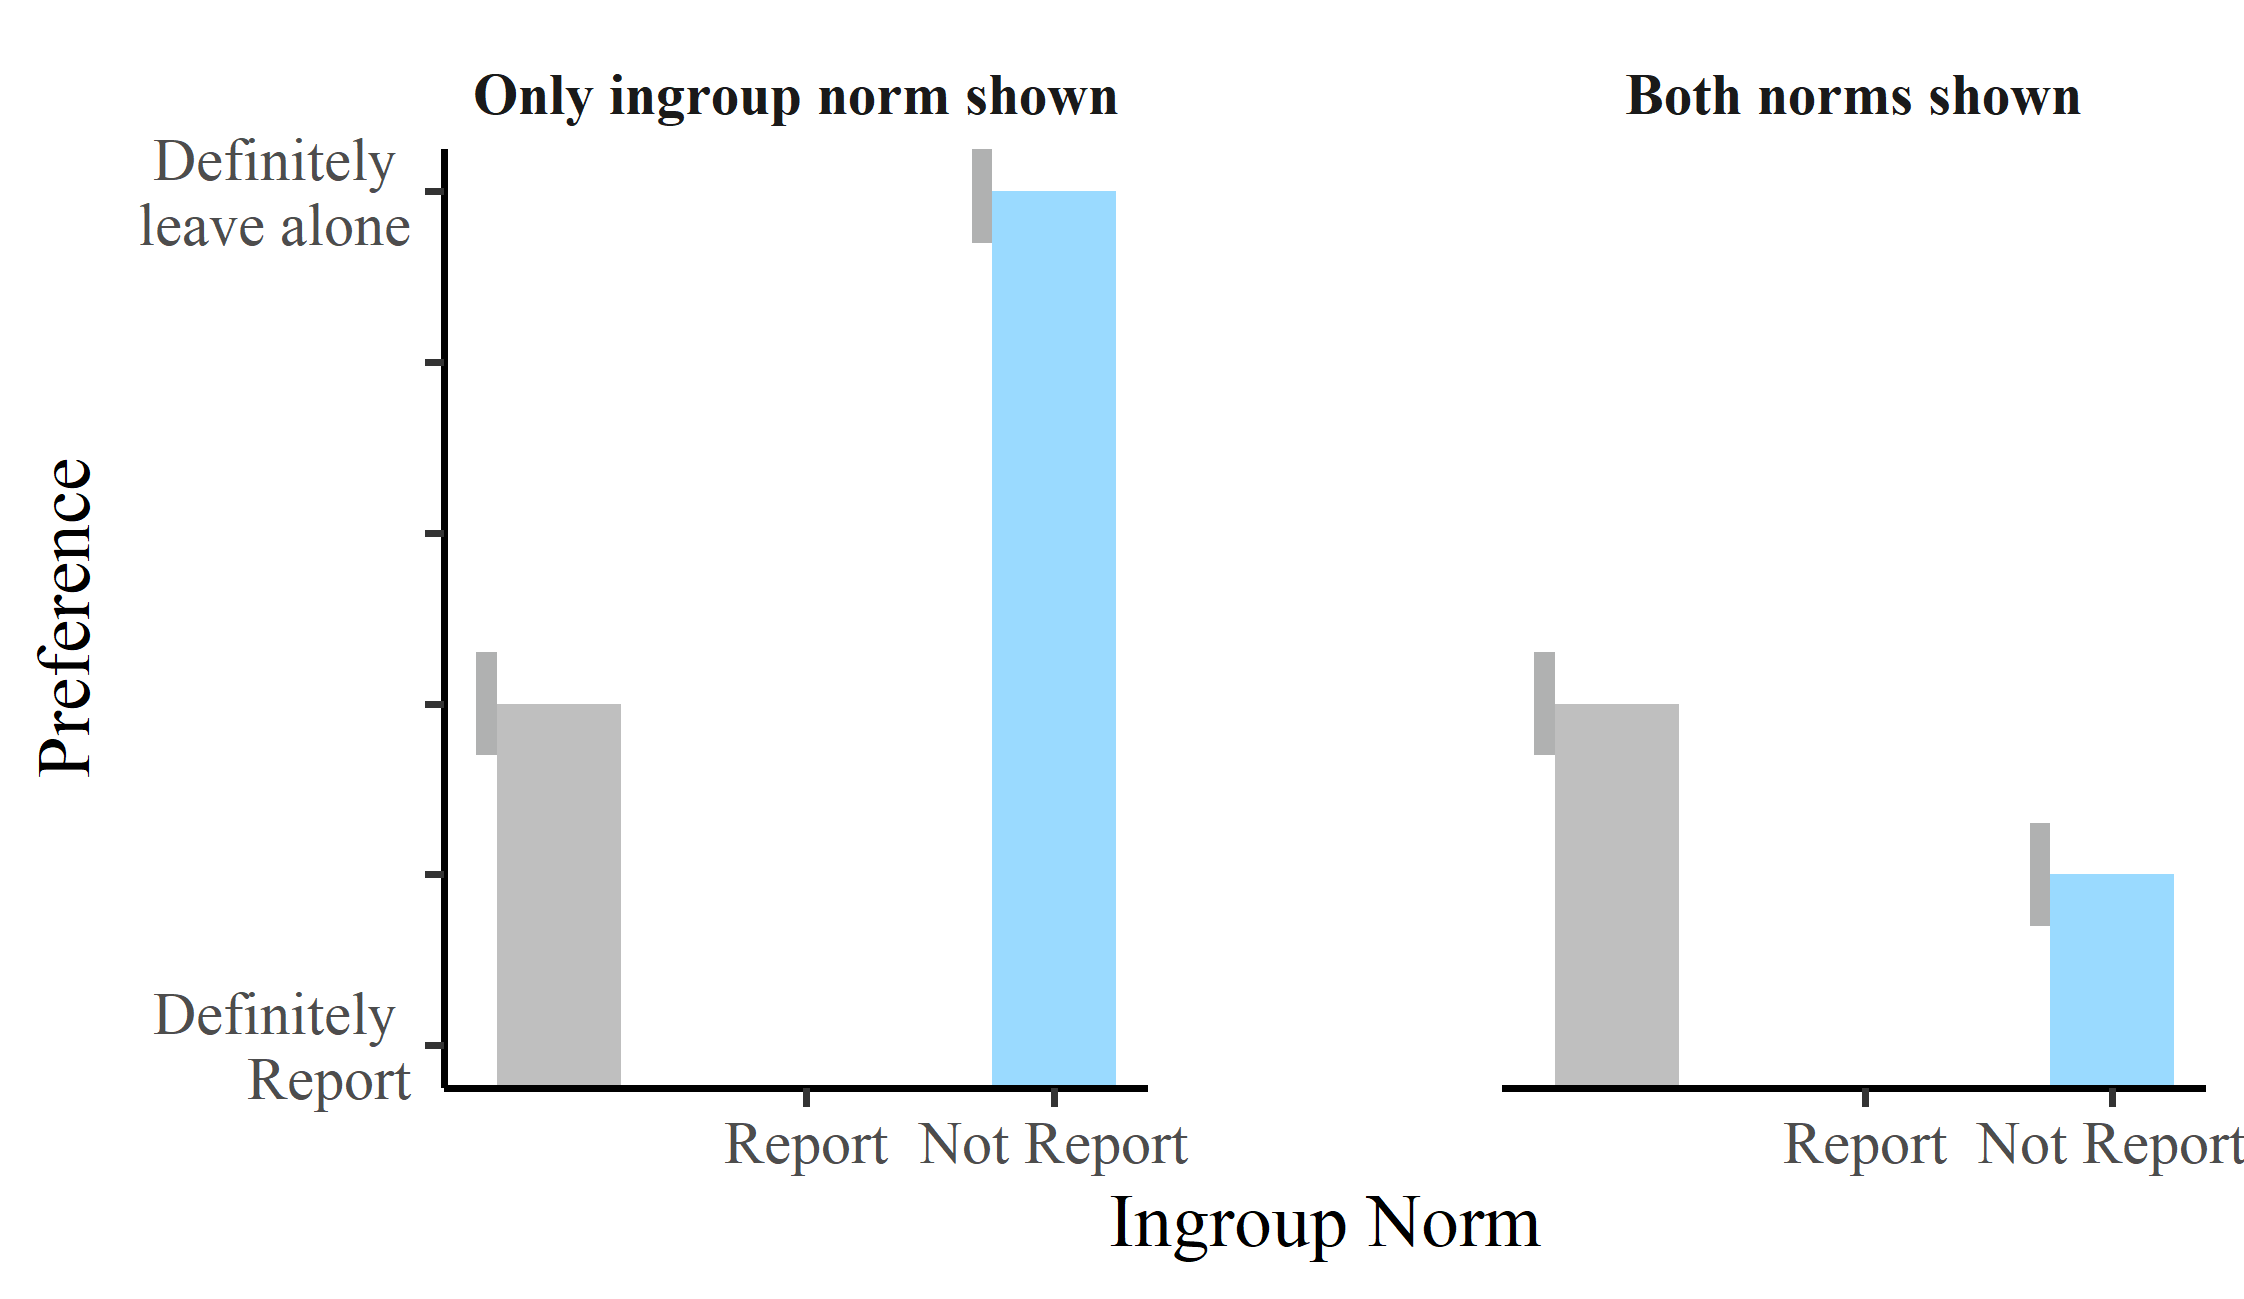 Only ingroup norm shown
Both norms shown
Definitely
leave alone
Preference
Definitely
Report
Report
Not Report
Report
Not Report
Ingroup Norm